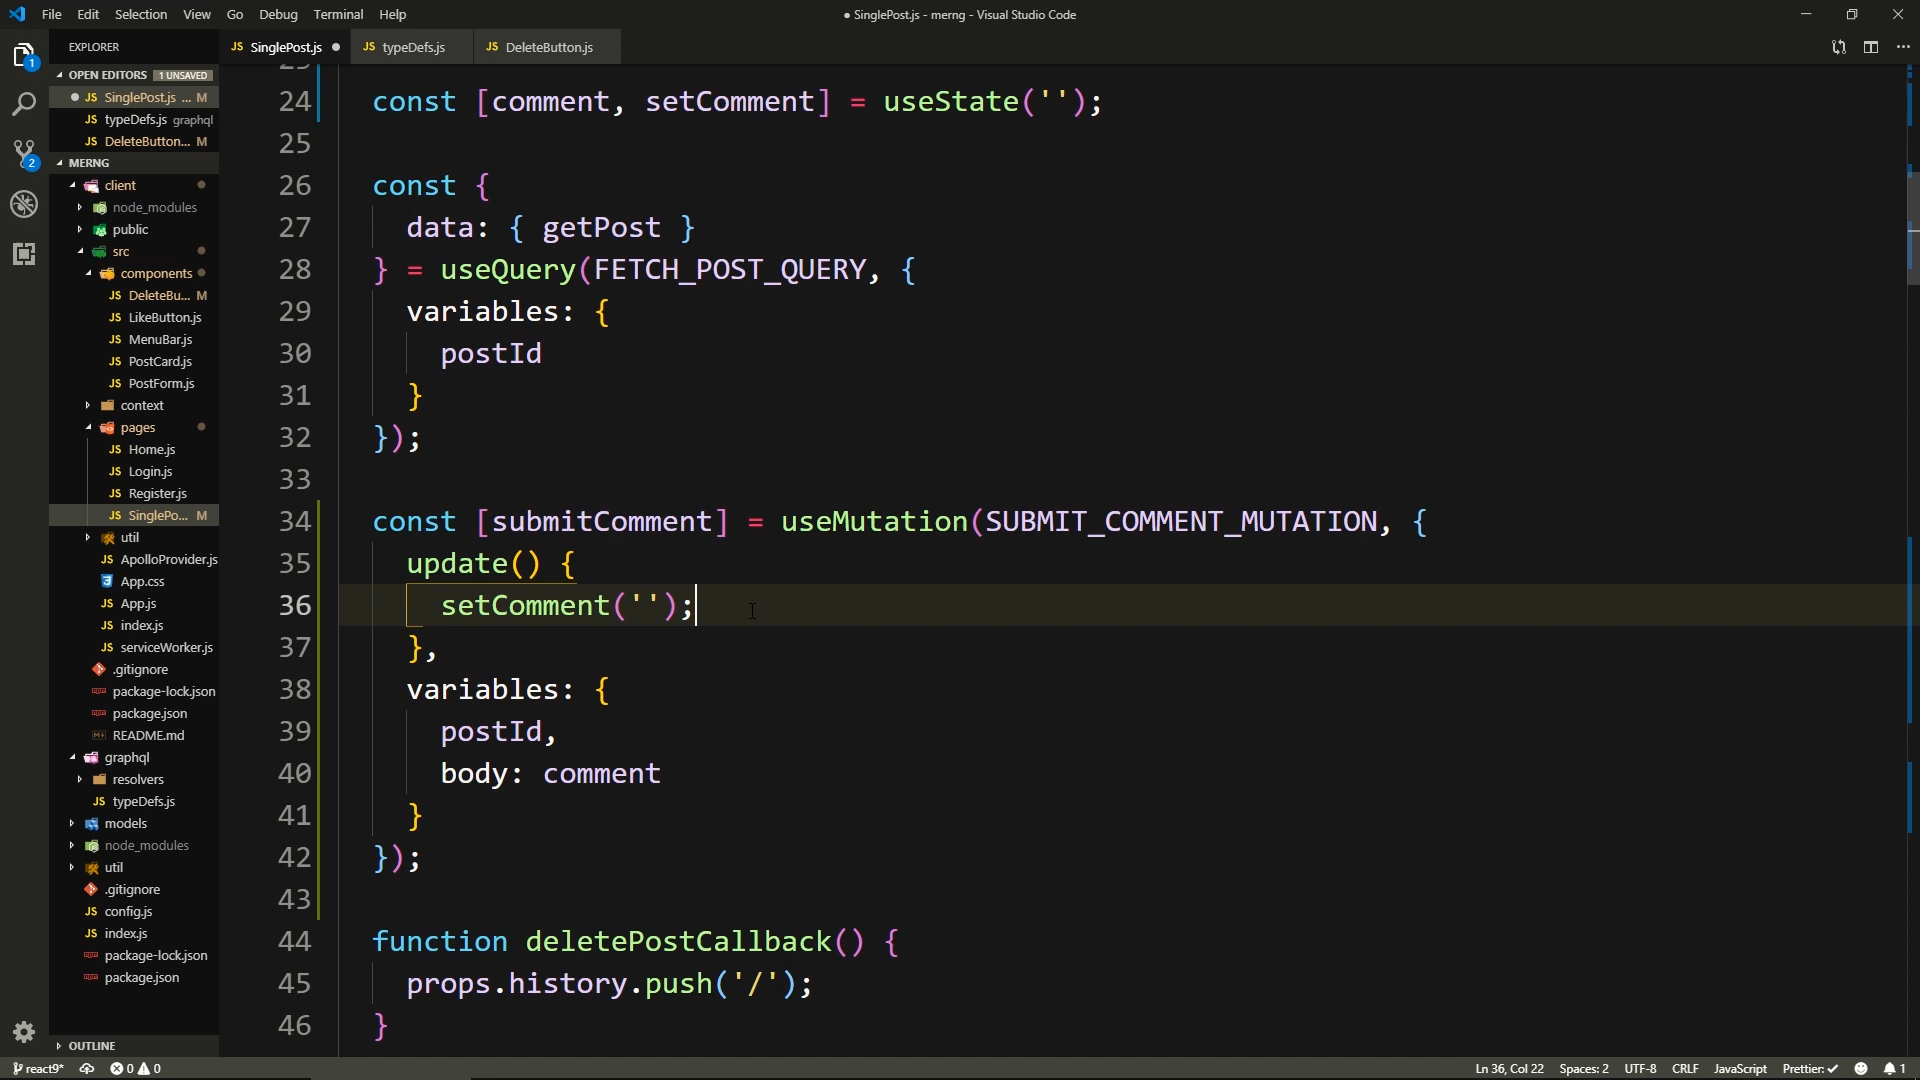 File Edit Selection View Go Debug Terminal Help
● SinglePost.js - merng - Visual Studio Code
EXPLORER
JS SinglePost.js ●
JS typeDefs.js
JS DeleteButton.js
OPEN EDITORS 1 UNSAVED
JS SinglePost.js ... M
JS typeDefs.js graphql
JS DeleteButton... M
MERNG
client
node_modules
public
src
components
JS DeleteBu... M
JS LikeButton.js
JS MenuBar.js
JS PostCard.js
JS PostForm.js
context
pages
JS Home.js
JS Login.js
JS Register.js
JS SinglePo... M
util
JS ApolloProvider.js
App.css
JS App.js
JS index.js
JS serviceWorker.js
.gitignore
package-lock.json
package.json
README.md
graphql
resolvers
JS typeDefs.js
models
node_modules
util
.gitignore
JS config.js
JS index.js
package-lock.json
package.json
OUTLINE
1
2
24 const [comment, setComment] = useState('');
25
26 const {
27 data: { getPost }
28 } = useQuery(FETCH_POST_QUERY, {
29 variables: {
30 postId
31 }
32 });
33
34 const [submitComment] = useMutation(SUBMIT_COMMENT_MUTATION, {
35 update() {
36 setComment('');
37 },
38 variables: {
39 postId,
40 body: comment
41 }
42 });
43
44 function deletePostCallback() {
45 props.history.push('/');
46 }
react9* 0 0 Ln 36, Col 22 Spaces: 2 UTF-8 CRLF JavaScript Prettier: ✓ 1